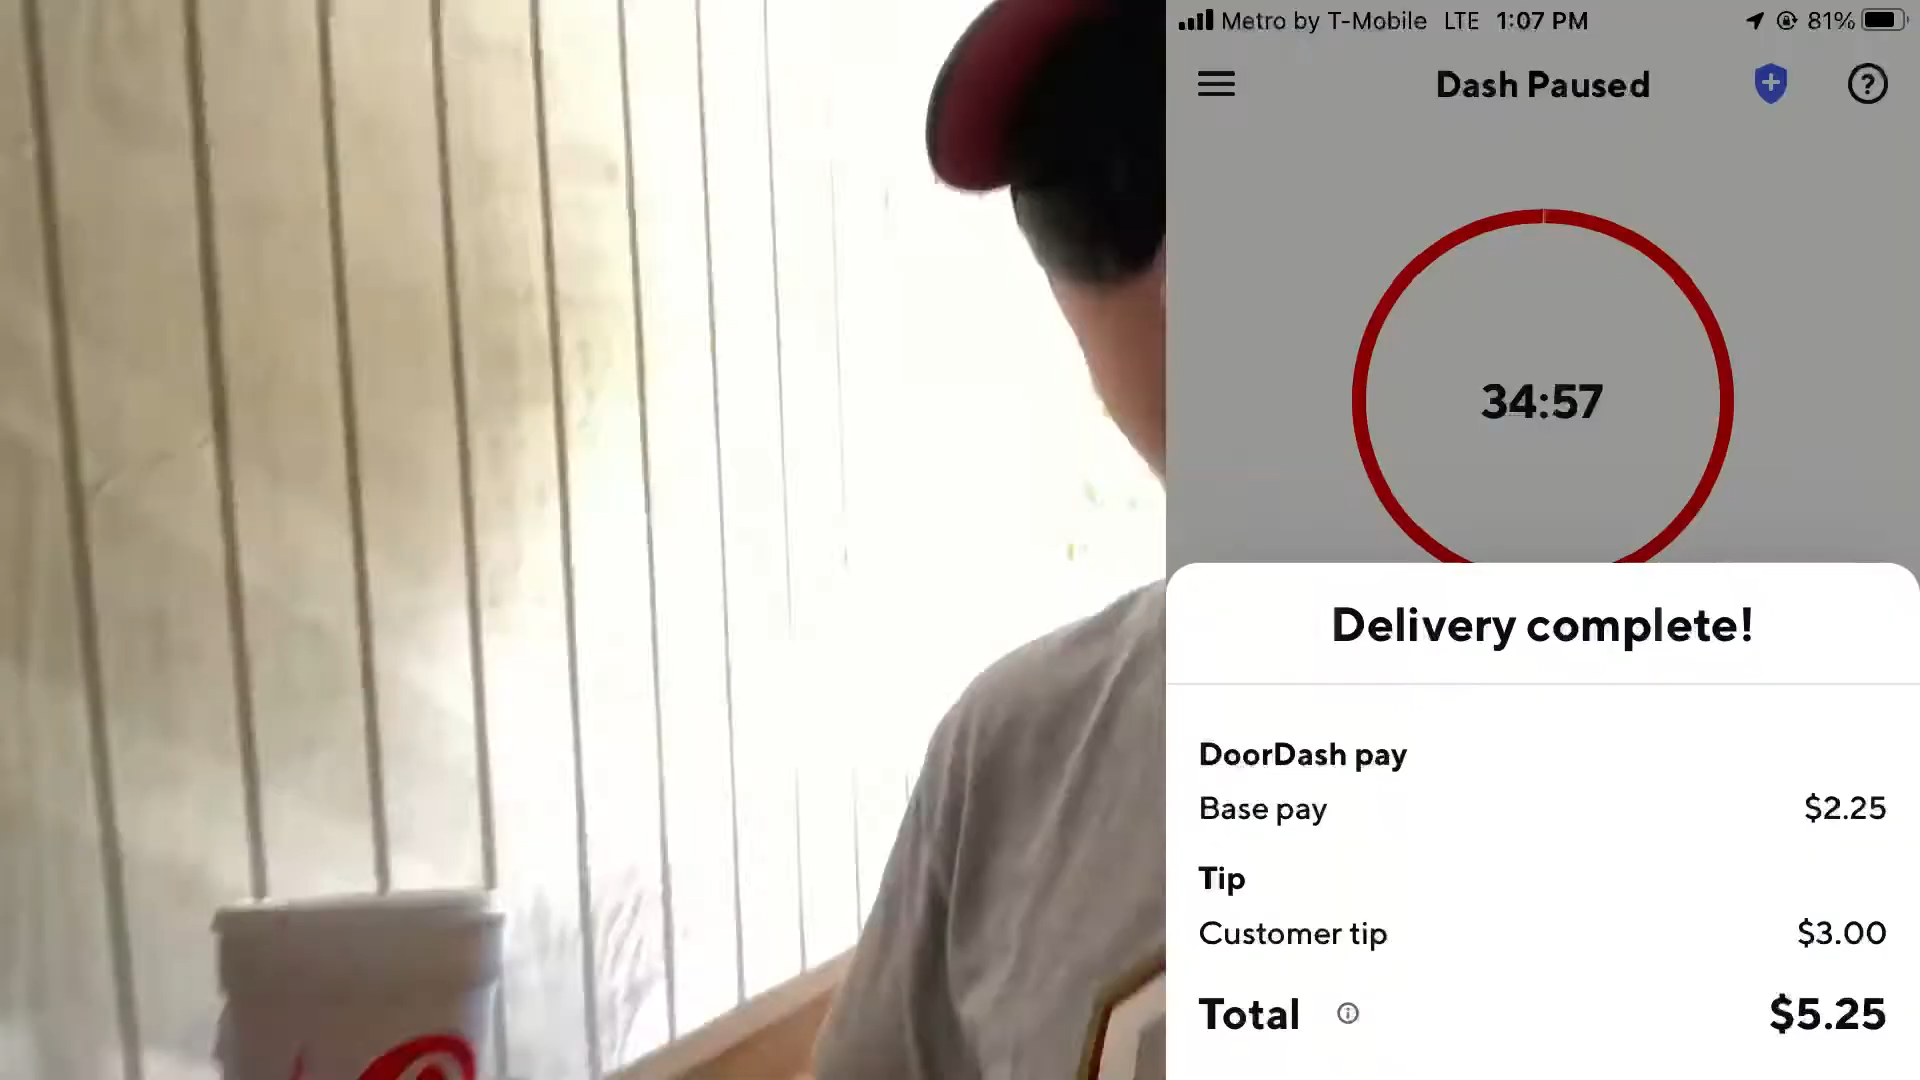 Metro by T-Mobile LTE 1:07 PM 81%
Dash Paused
34:57
Delivery complete!
DoorDash pay
Base pay $2.25
Tip
Customer tip $3.00
Total $5.25